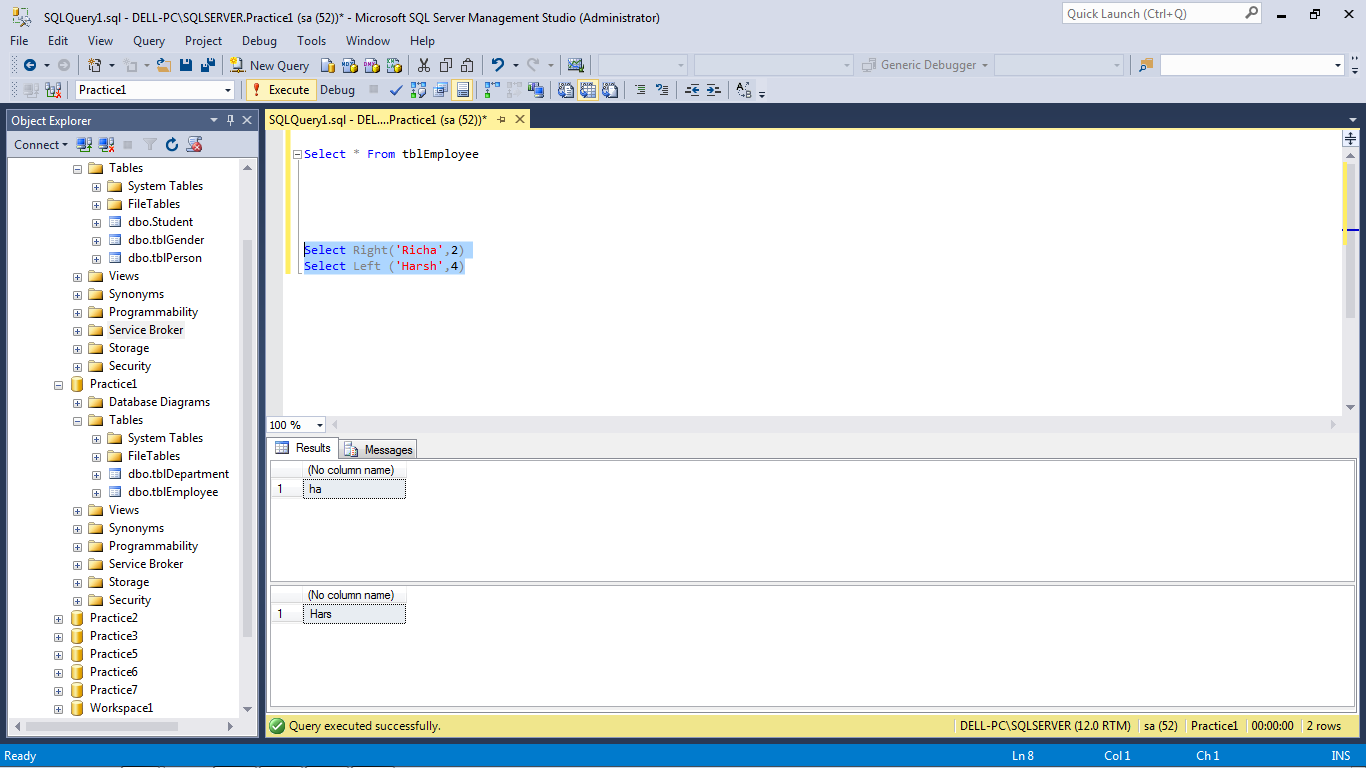 SQLQuery1.sql - DELL-PC\SQLSERVER.Practice1 (sa (52))* - Microsoft SQL Server Management Studio (Administrator)
Quick Launch (Ctrl+Q)
File Edit View Query Project Debug Tools Window Help
New Query
Generic Debugger
Practice1
Execute Debug
Object Explorer
Connect
Tables
System Tables
FileTables
dbo.Student
dbo.tblGender
dbo.tblPerson
Views
Synonyms
Programmability
Service Broker
Storage
Security
Practice1
Database Diagrams
Tables
System Tables
FileTables
dbo.tblDepartment
dbo.tblEmployee
Views
Synonyms
Programmability
Service Broker
Storage
Security
Practice2
Practice3
Practice5
Practice6
Practice7
Workspace1
SQLQuery1.sql - DEL....Practice1 (sa (52))*
Select * From tblEmployee
Select Right('Richa',2)
Select Left ('Harsh',4)
100 %
Results Messages
(No column name)
1 ha
(No column name)
1 Hars
Query executed successfully.
DELL-PC\SQLSERVER (12.0 RTM) sa (52) Practice1 00:00:00 2 rows
Ready
Ln 8 Col 1 Ch 1 INS